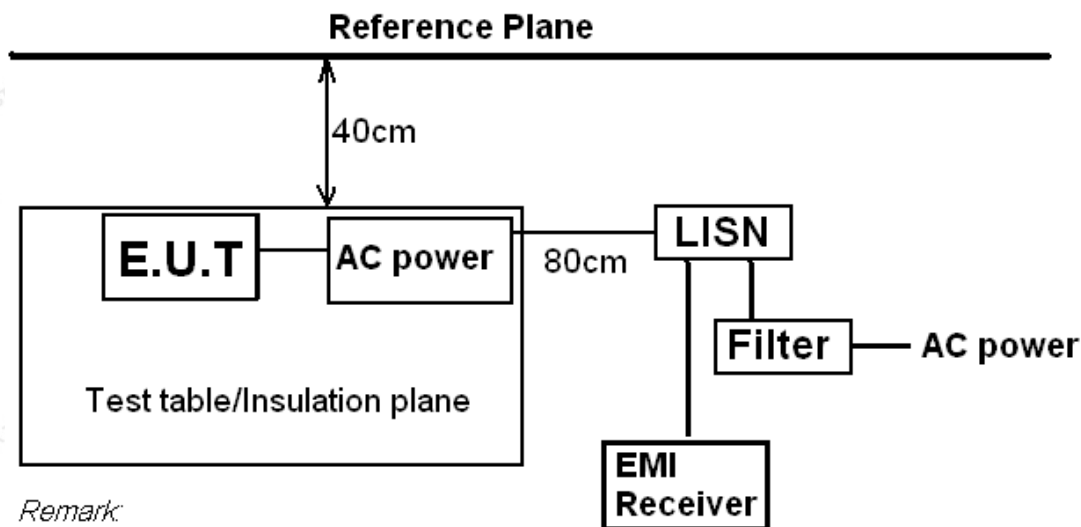 Reference Plane
40cm
E.U.T
AC power
80cm
LISN
Filter
AC power
Test table/Insulation plane
EMI
Receiver
Remark: